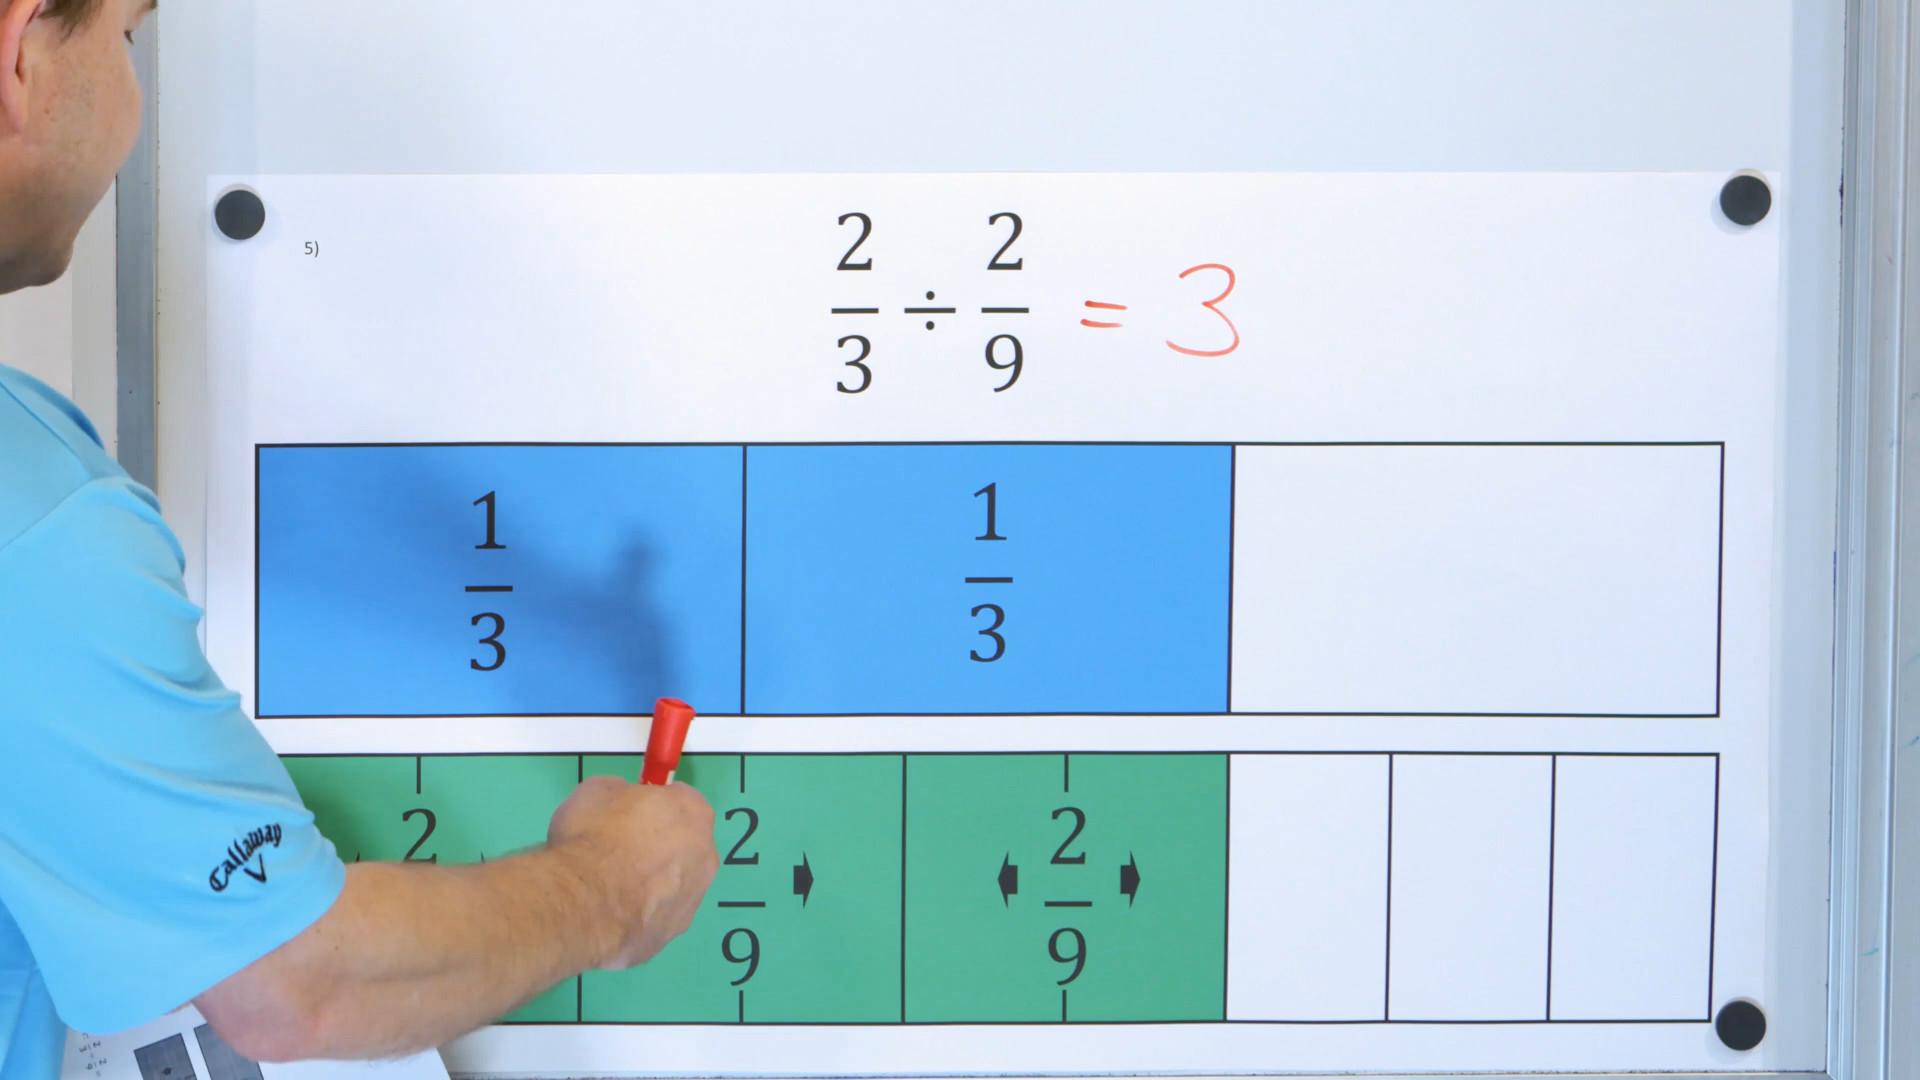 5)
2/3 ÷ 2/9 = 3
1/3 1/3
2 2/9 2/9
Callaway